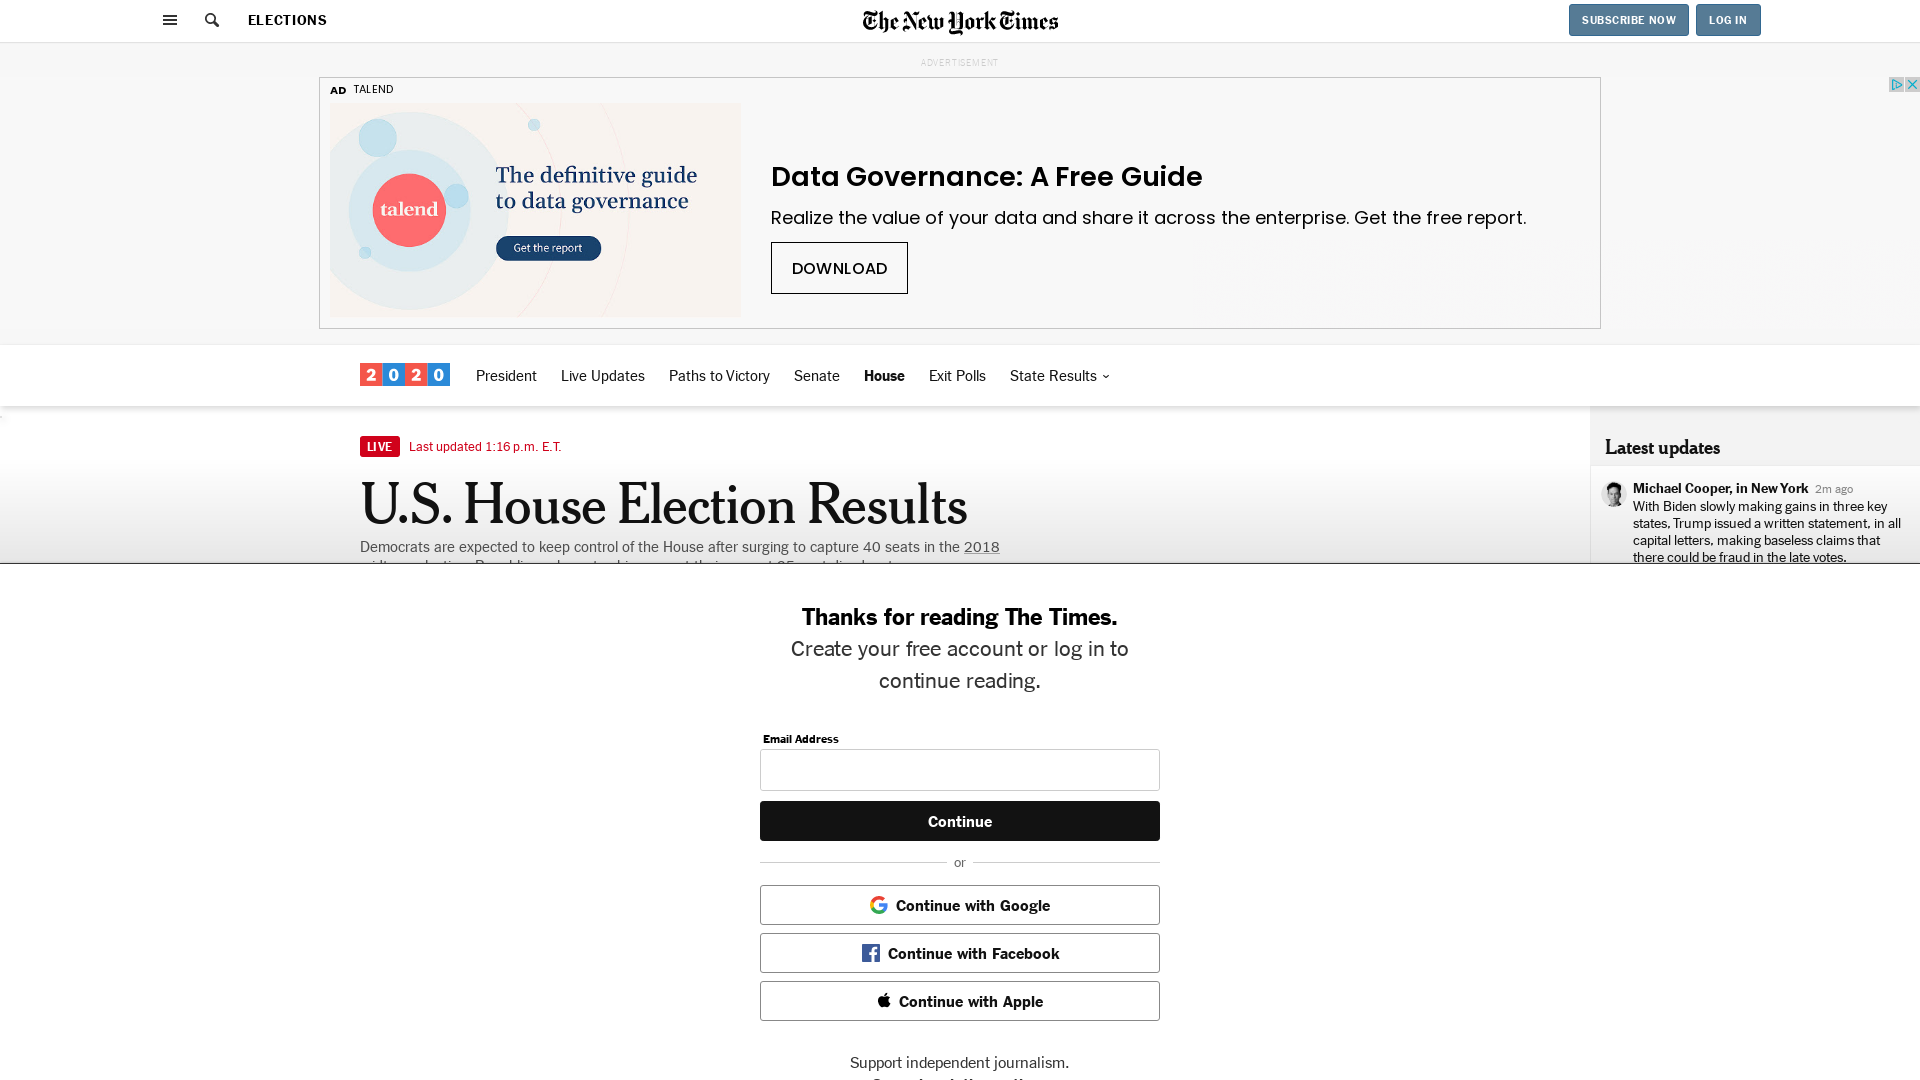 ELECTIONS
The New York Times
SUBSCRIBE NOW
LOG IN
ADVERTISEMENT
AD TALEND
talend
The definitive guide
to data governance
Get the report
Data Governance: A Free Guide
Realize the value of your data and share it across the enterprise. Get the free report.
DOWNLOAD
2020
President
Live Updates
Paths to Victory
Senate
House
Exit Polls
State Results
LIVE
Last updated 1:16 p.m. E.T.
U.S. House Election Results
Democrats are expected to keep control of the House after surging to capture 40 seats in the 2018
Latest updates
Michael Cooper, in New York 2m ago
With Biden slowly making gains in three key
states, Trump issued a written statement, in all
capital letters, making baseless claims that
there could be fraud in the late votes.
Thanks for reading The Times.
Create your free account or log in to
continue reading.
Email Address
Continue
or
Continue with Google
Continue with Facebook
Continue with Apple
Support independent journalism.